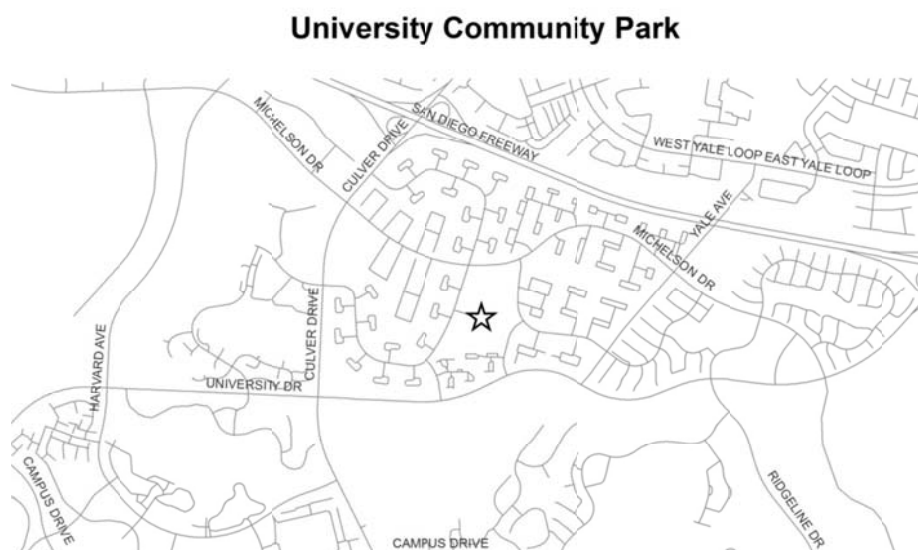 University Community Park
MICHELSON DR
CULVER DRIVE
SAN DIEGO FREEWAY
WEST YALE LOOP EAST YALE LOOP
YALE AVE
MICHELSON DR
HARVARD AVE
CULVER DRIVE
UNIVERSITY DR
CAMPUS DRIVE
CAMPUS DRIVE
RIDGELINE DR